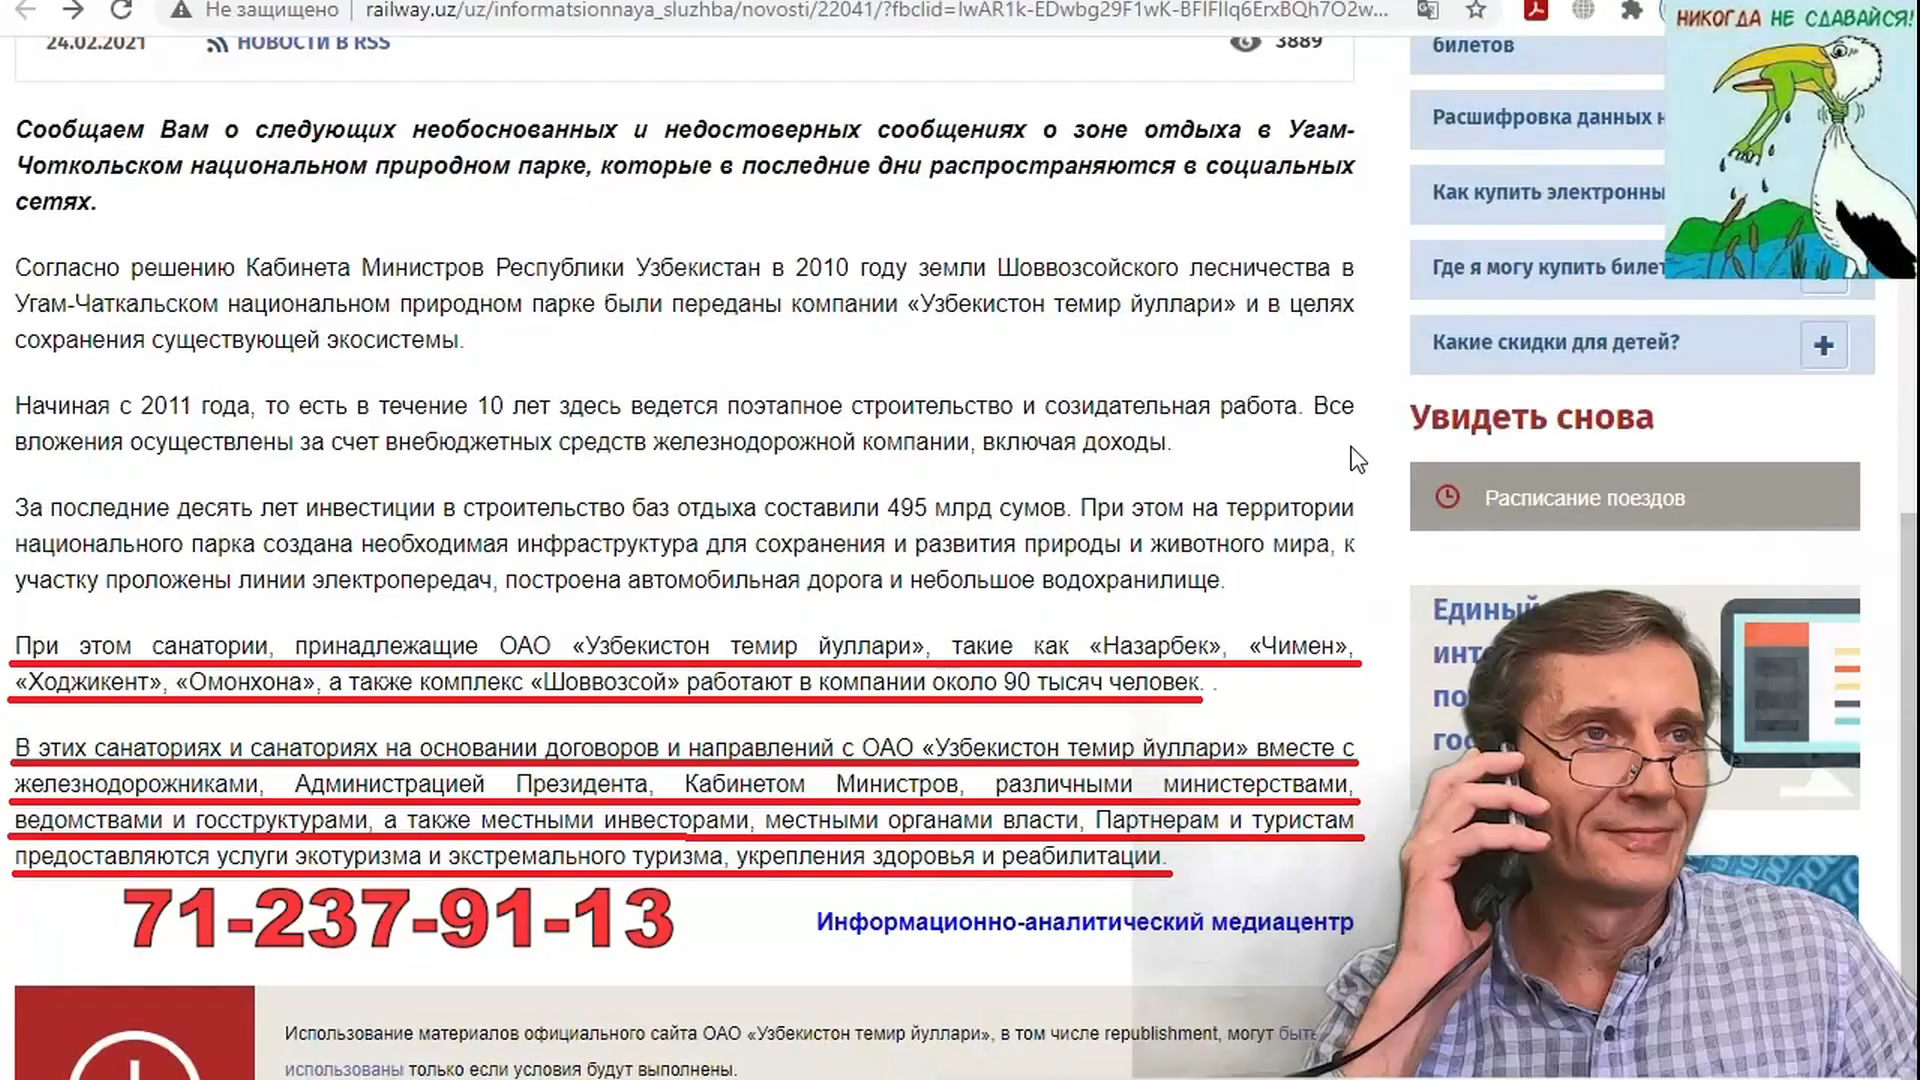 Не защищено
railway.uz/uz/informatsionnaya_sluzhba/novosti/22041/?fbclid=IwAR1k-EDwbg29F1wK-BFIFIlq6ErxBQh7O2w...
НИКОГДА НЕ СДАВАЙСЯ!
24.02.2021
НОВОСТИ В RSS
3889
Сообщаем Вам о следующих необоснованных и недостоверных сообщениях о зоне отдыха в Угам-
Чоткольском национальном природном парке, которые в последние дни распространяются в социальных
сетях.
Согласно решению Кабинета Министров Республики Узбекистан в 2010 году земли Шоввозсойского лесничества в
Угам-Чаткальском национальном природном парке были переданы компании «Узбекистон темир йуллари» и в целях
сохранения существующей экосистемы.
Начиная с 2011 года, то есть в течение 10 лет здесь ведется поэтапное строительство и созидательная работа. Все
вложения осуществлены за счет внебюджетных средств железнодорожной компании, включая доходы.
За последние десять лет инвестиции в строительство баз отдыха составили 495 млрд сумов. При этом на территории
национального парка создана необходимая инфраструктура для сохранения и развития природы и животного мира, к
участку проложены линии электропередач, построена автомобильная дорога и небольшое водохранилище.
При этом санатории, принадлежащие ОАО «Узбекистон темир йуллари», такие как «Назарбек», «Чимен»,
«Ходжикент», «Омонхона», а также комплекс «Шоввозсой» работают в компании около 90 тысяч человек. .
В этих санаториях и санаториях на основании договоров и направлений с ОАО «Узбекистон темир йуллари» вместе с
железнодорожниками, Администрацией Президента, Кабинетом Министров, различными министерствами,
ведомствами и госструктурами, а также местными инвесторами, местными органами власти, Партнерам и туристам
предоставляются услуги экотуризма и экстремального туризма, укрепления здоровья и реабилитации.
71-237-91-13
Информационно-аналитический медиацентр
Использование материалов официального сайта ОАО «Узбекистон темир йуллари», в том числе republishment, могут быть
использованы только если условия будут выполнены.
билетов
Расшифровка данных н
Как купить электронны
Где я могу купить билет
Какие скидки для детей?
Увидеть снова
Расписание поездов
Единый
инт
по
гос